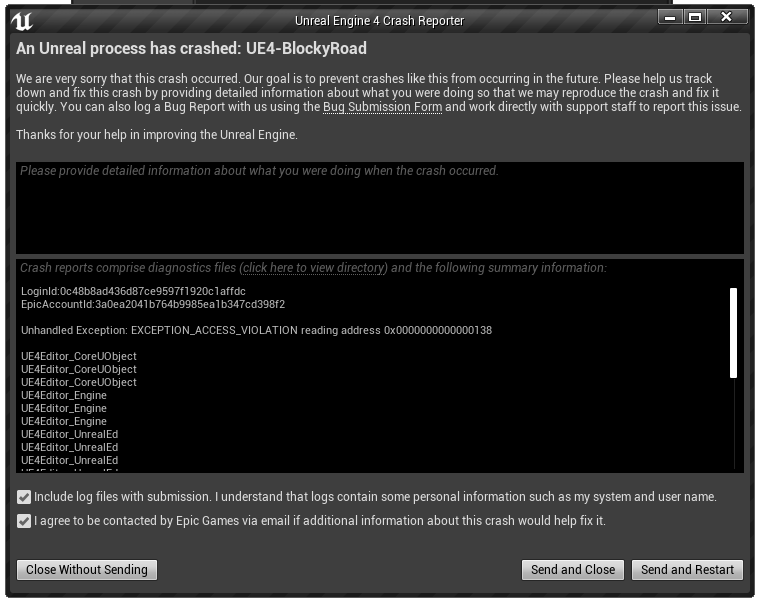 Unreal Engine 4 Crash Reporter
An Unreal process has crashed: UE4-BlockyRoad
We are very sorry that this crash occurred. Our goal is to prevent crashes like this from occurring in the future. Please help us track
down and fix this crash by providing detailed information about what you were doing so that we may reproduce the crash and fix it
quickly. You can also log a Bug Report with us using the Bug Submission Form and work directly with support staff to report this issue.
Thanks for your help in improving the Unreal Engine.
Please provide detailed information about what you were doing when the crash occurred.
Crash reports comprise diagnostics files (click here to view directory) and the following summary information:
LoginId:0c48b8ad436d87ce9597f1920c1affdc
EpicAccountId:3a0ea2041b764b9985ea1b347cd398f2
Unhandled Exception: EXCEPTION_ACCESS_VIOLATION reading address 0x0000000000000138
UE4Editor_CoreUObject
UE4Editor_CoreUObject
UE4Editor_CoreUObject
UE4Editor_Engine
UE4Editor_Engine
UE4Editor_Engine
UE4Editor_UnrealEd
UE4Editor_UnrealEd
UE4Editor_UnrealEd
Include log files with submission. I understand that logs contain some personal information such as my system and user name.
I agree to be contacted by Epic Games via email if additional information about this crash would help fix it.
Close Without Sending
Send and Close
Send and Restart